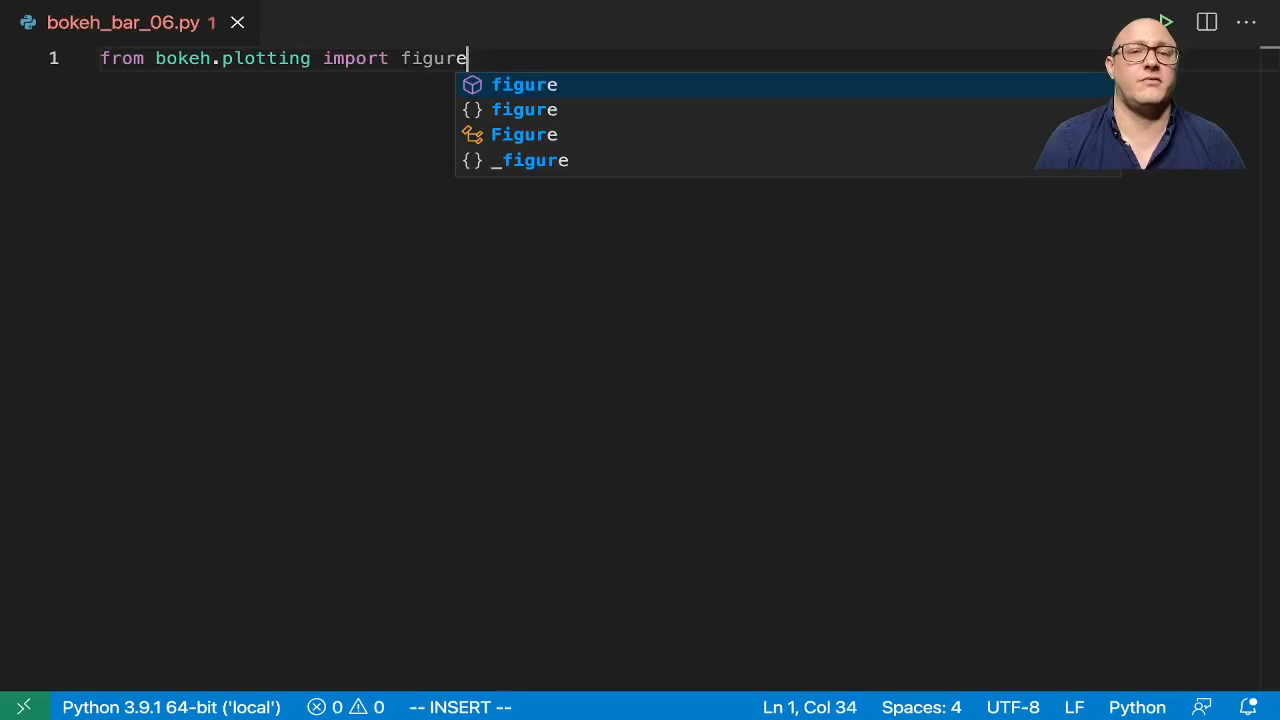 bokeh_bar_06.py 1
1 from bokeh.plotting import figure
figure
{} figure
Figure
{} _figure
Python 3.9.1 64-bit ('local') 0 0 -- INSERT -- Ln 1, Col 34 Spaces: 4 UTF-8 LF Python